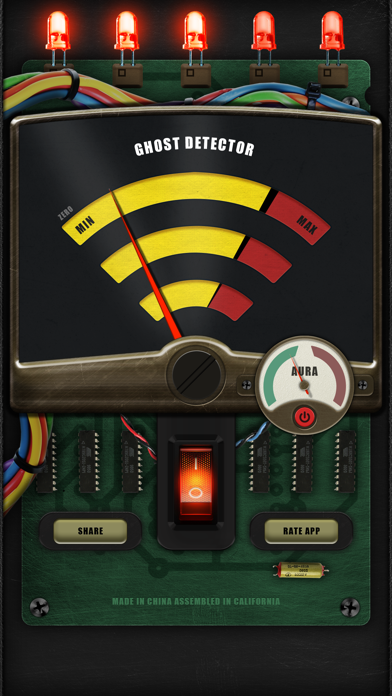 GHOST DETECTOR
ZERO
MIN
MAX
AURA
SHARE
RATE APP
MADE IN CHINA ASSEMBLED IN CALIFORNIA